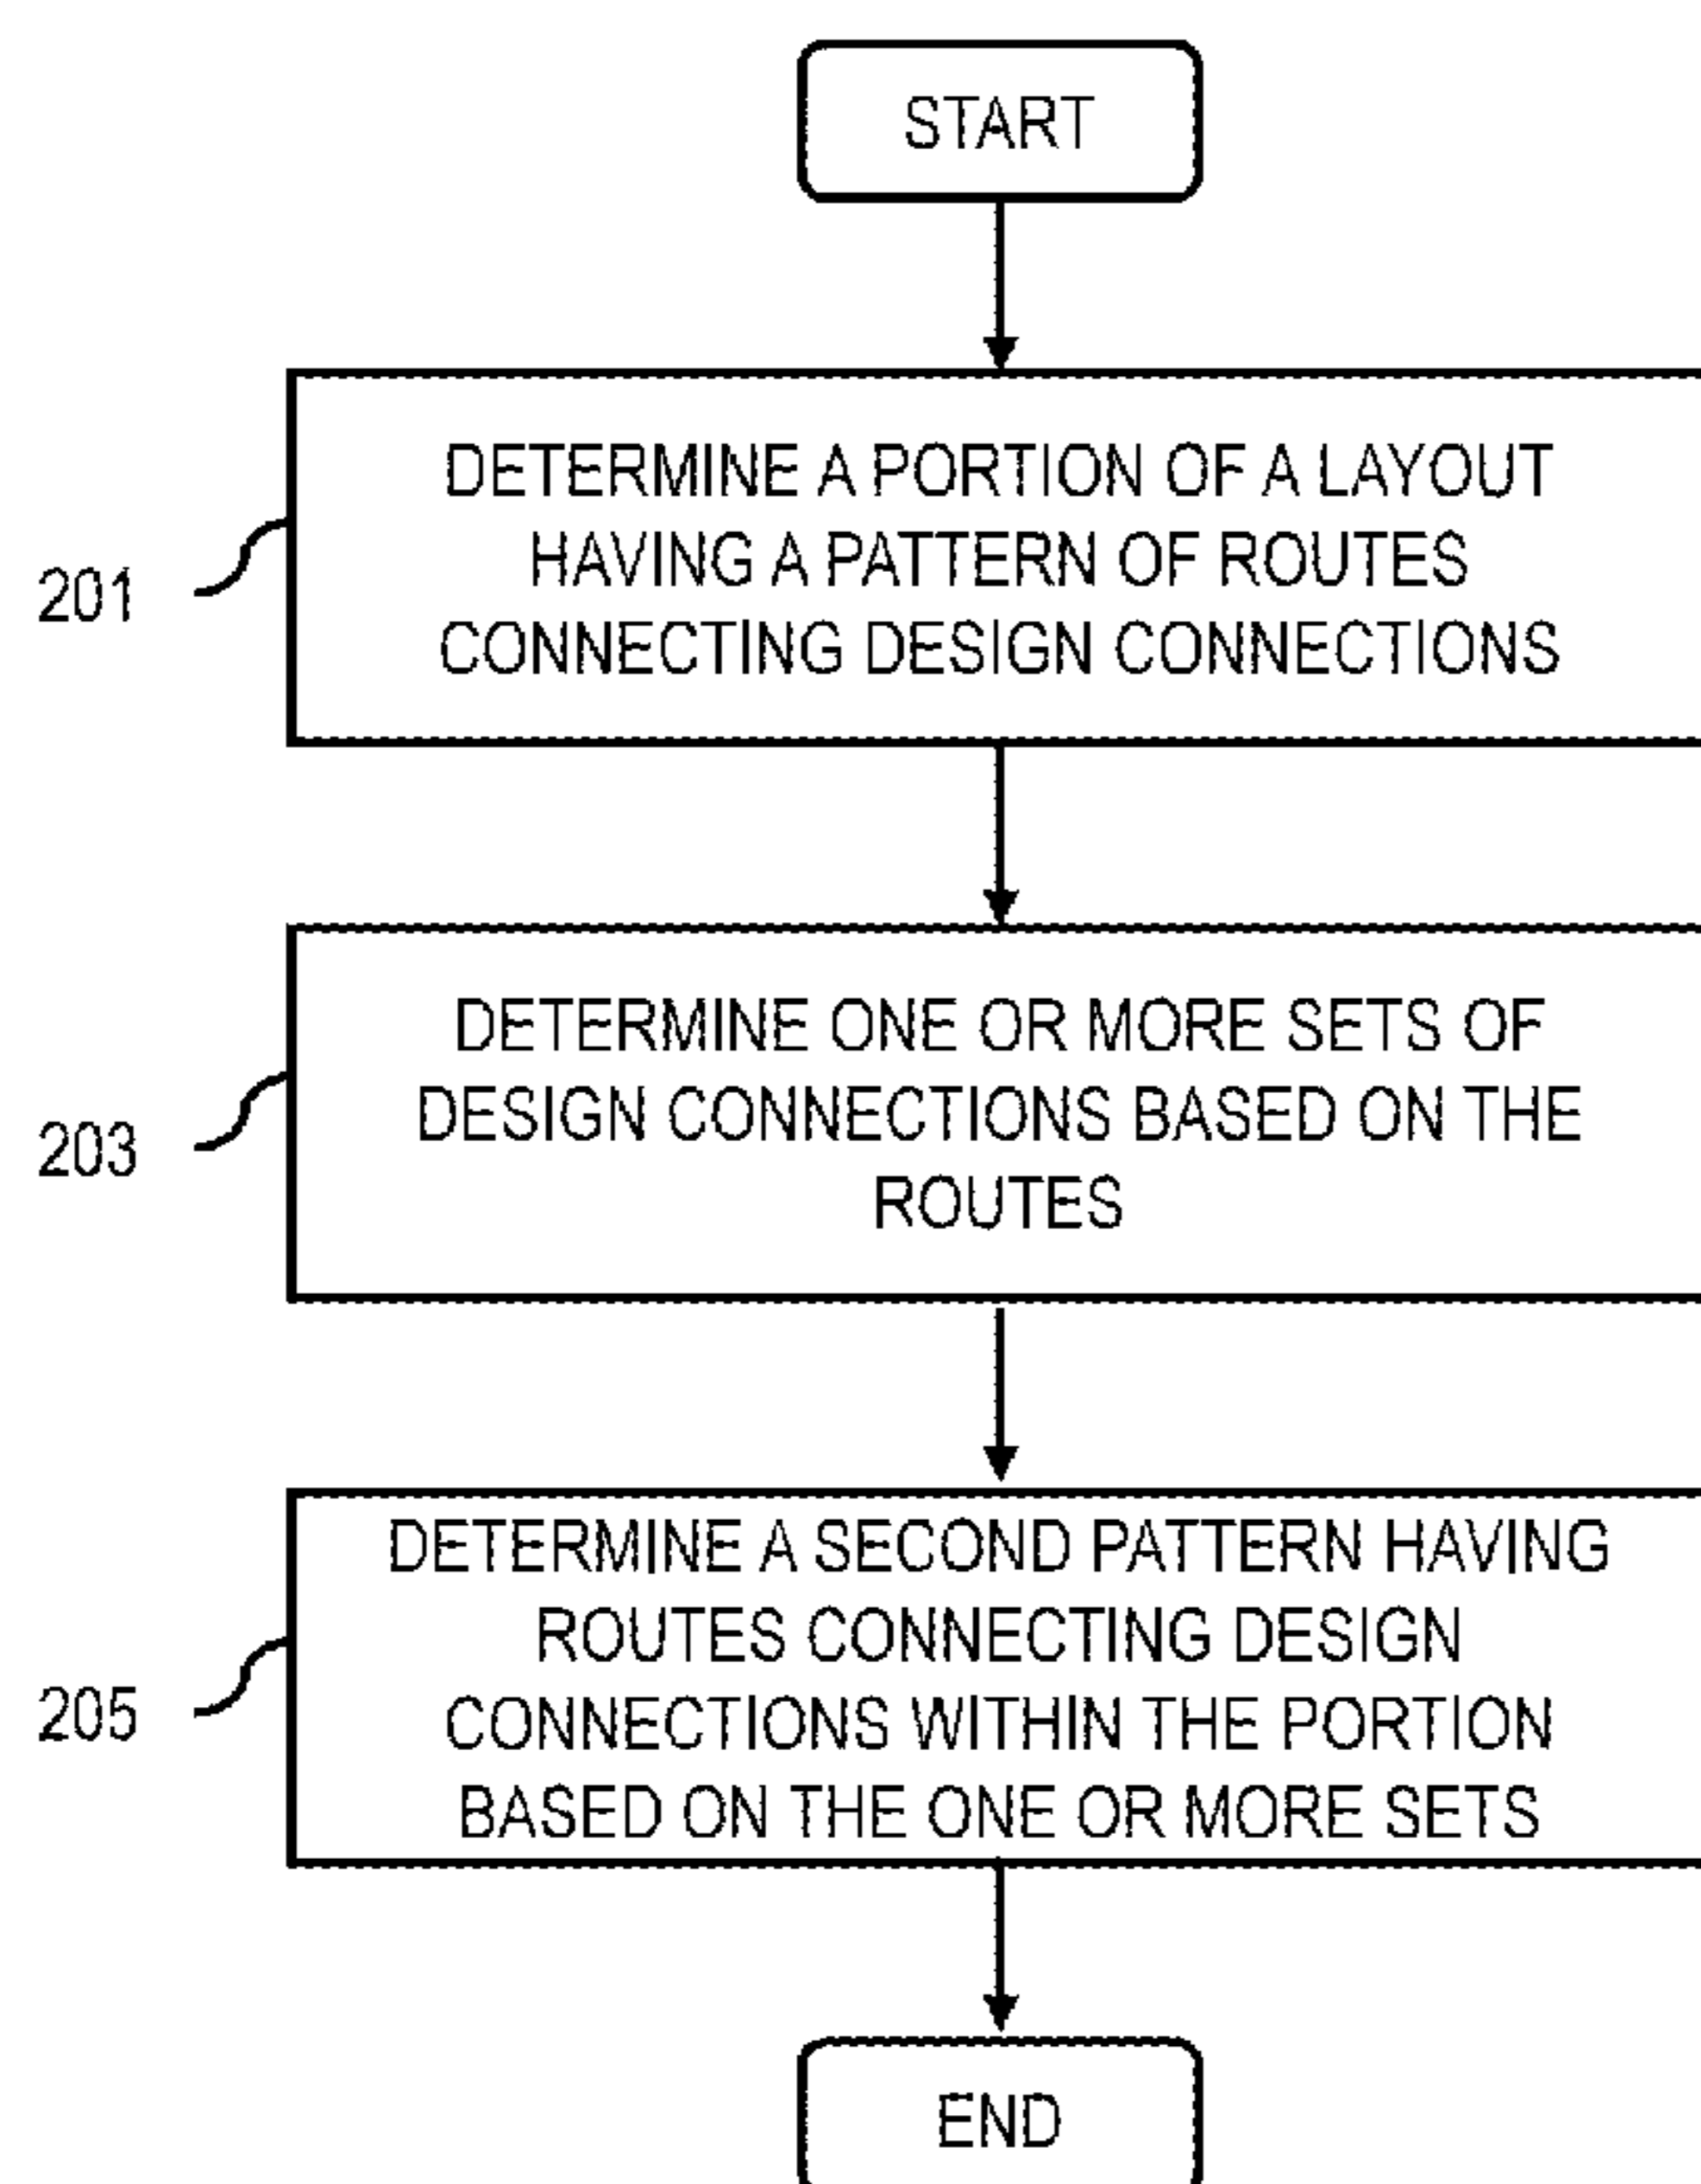 START
DETERMINE A PORTION OF A LAYOUT
HAVING A PATTERN OF ROUTES
CONNECTING DESIGN CONNECTIONS
201
DETERMINE ONE OR MORE SETS OF
DESIGN CONNECTIONS BASED ON THE
ROUTES
203
DETERMINE A SECOND PATTERN HAVING
ROUTES CONNECTING DESIGN
CONNECTIONS WITHIN THE PORTION
BASED ON THE ONE OR MORE SETS
205
END